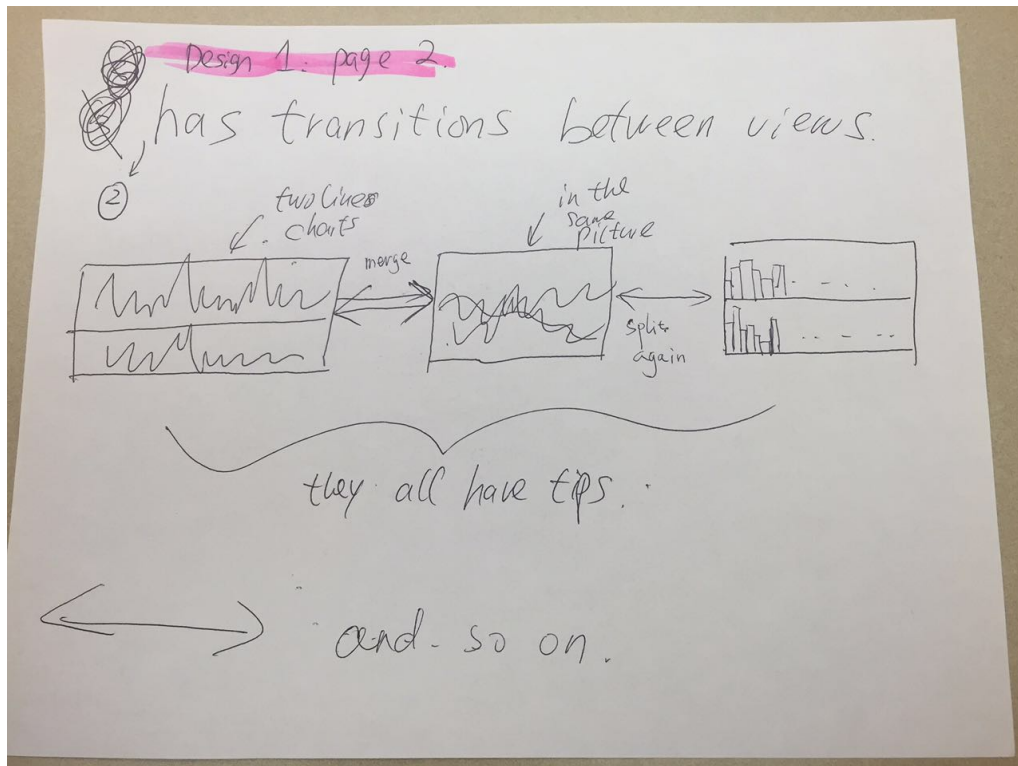 Design 1: page 2.
has transitions between views.
2
two lines
charts
in the
same
picture
merge
split
again
they all have tips.
and so on.